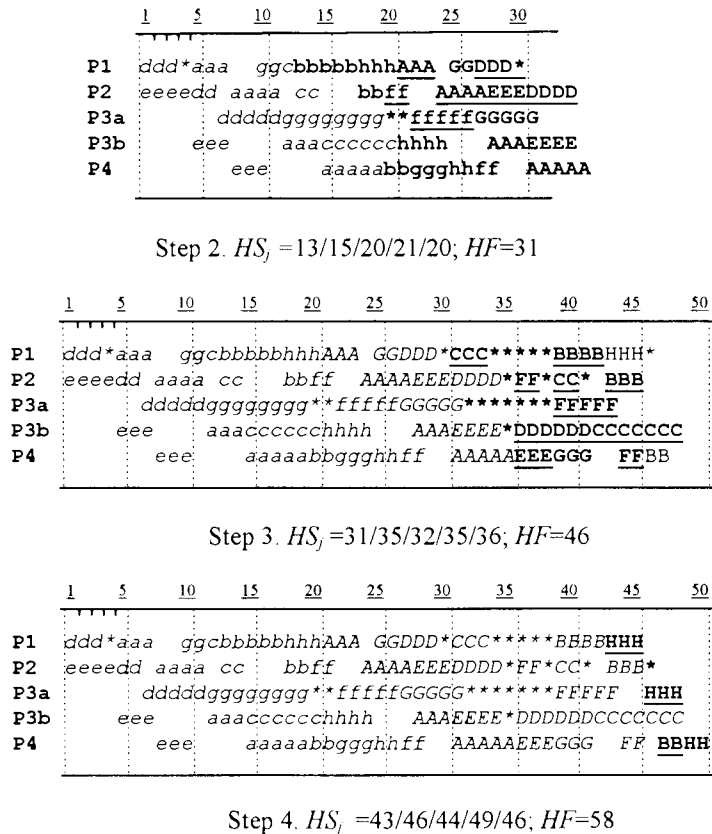 1 5 10 15 20 25 30
P1 ddd*aaa ggcbbbbbbhhhAAA GGDDD*
P2 eeeedd aaaa cc bbff AAAAEEEDDDD
P3a dddddgggggggg**fffffGGGGG
P3b eee aaacccccchhhh AAAEEEE
P4 eee aaaaabbggghhff AAAAA
Step 2. HSj =13/15/20/21/20; HF=31
1 5 10 15 20 25 30 35 40 45 50
P1 ddd*aaa ggcbbbbbbhhhAAA GGDDD*CCC*****BBBBHHH*
P2 eeeedd aaaa cc bbff AAAAEEEDDDD*FF*CC* BBB
P3a dddddgggggggg**fffffGGGGG*******FFFFF
P3b eee aaacccccchhhh AAAEEEE*DDDDDDCCCCCCC
P4 eee aaaaabbggghhff AAAAAEEEGGG FFBB
Step 3. HSj =31/35/32/35/36; HF=46
1 5 10 15 20 25 30 35 40 45 50
P1 ddd*aaa ggcbbbbbbhhhAAA GGDDD*CCC*****BBBBHHH
P2 eeeedd aaaa cc bbff AAAAEEEDDDD*FF*CC* BBB*
P3a dddddgggggggg**fffffGGGGG*******FFFFF HHH
P3b eee aaacccccchhhh AAAEEEE*DDDDDDCCCCCCC
P4 eee aaaaabbggghhff AAAAAEEEGGG FF BBHH
Step 4. HSj =43/46/44/49/46; HF=58